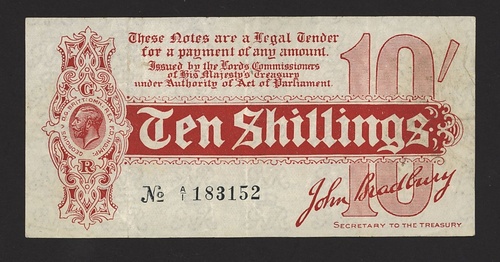 These Notes are a Legal Tender
for a payment of any amount.
Issued by the Lords Commissioners
of His Majesty's Treasury
under Authority of Act of Parliament.
10/
G
R
Ten Shillings.
No A/1 183152
John Bradbury
10
SECRETARY TO THE TREASURY